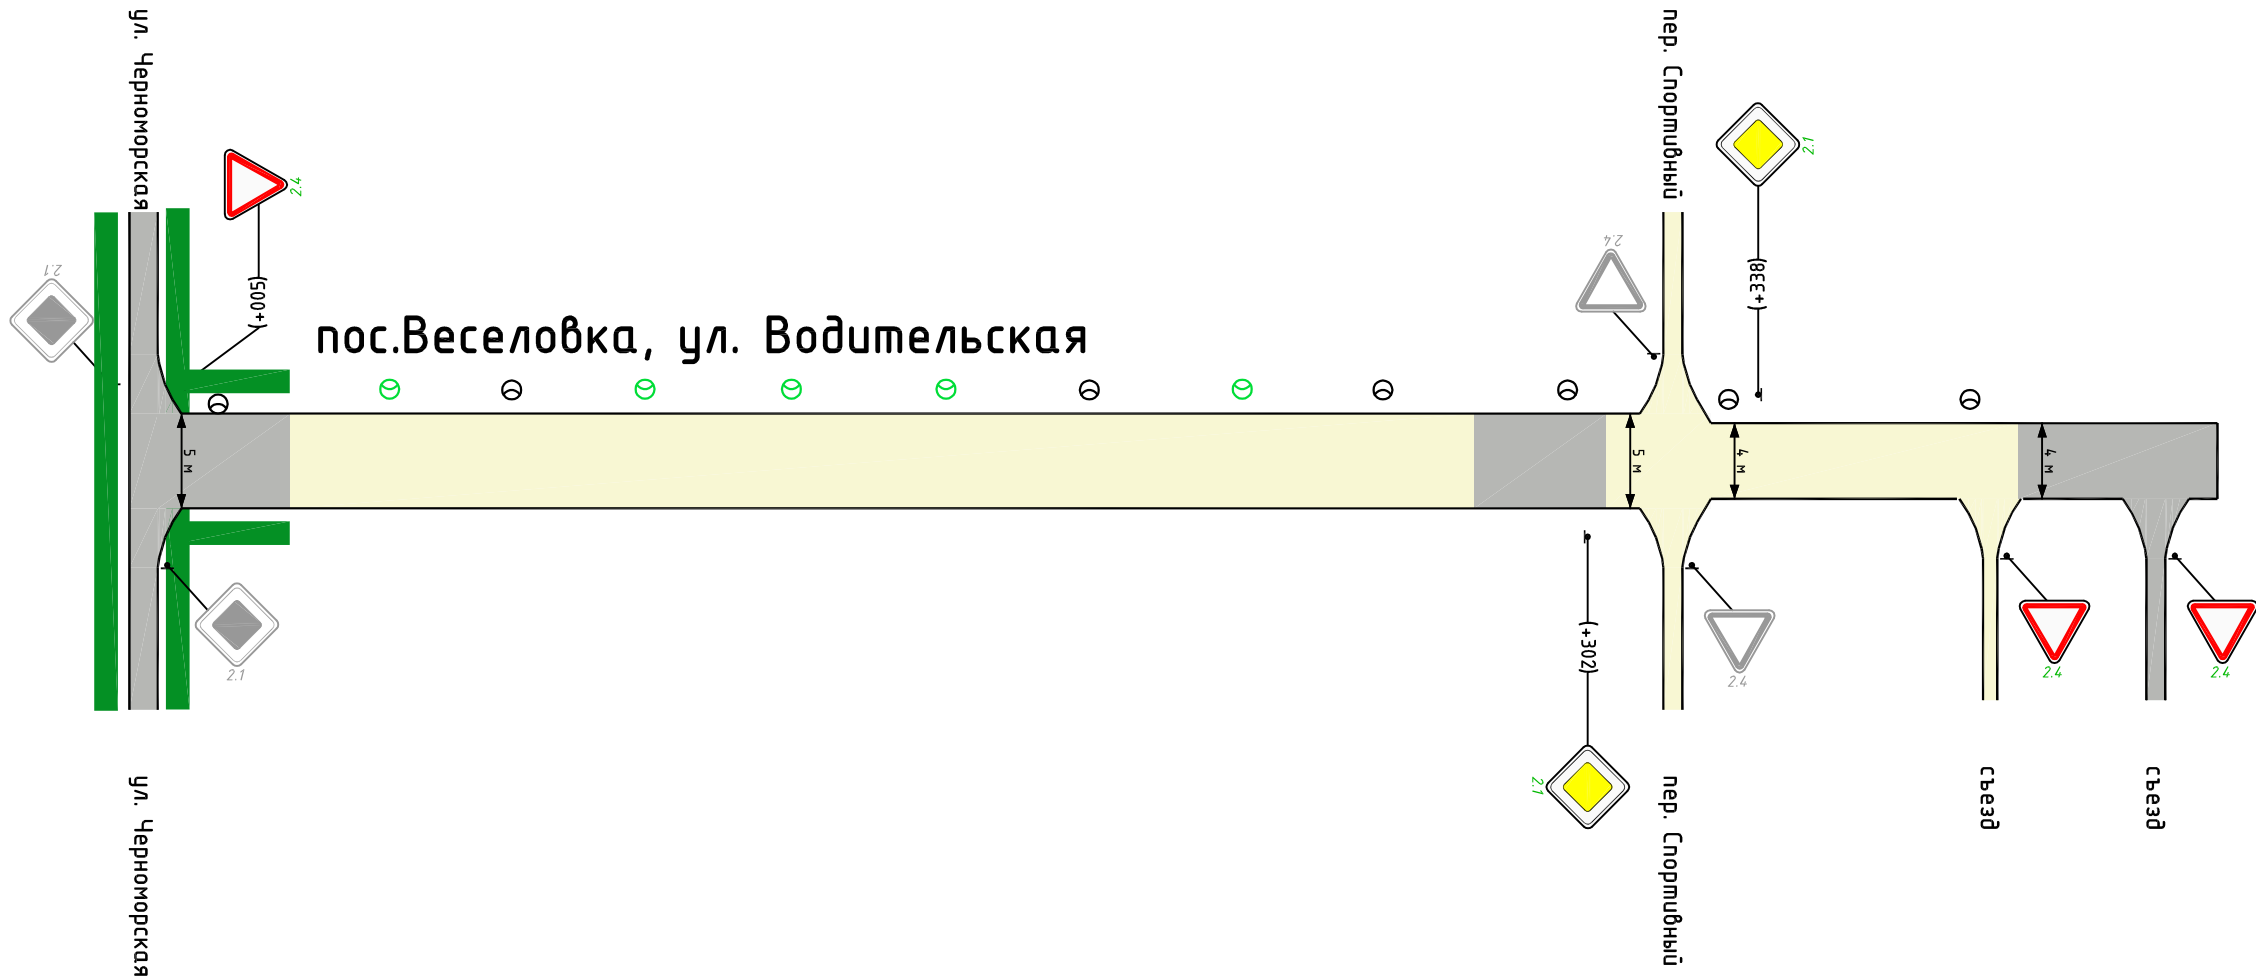 ул. Черноморская
пер. Спортивный
2.1
2.4
2.4
2.1
(+005)
(+338)
пос.Веселовка, ул. Водительская
5 м
5 м
4 м
4 м
(+302)
2.1
2.4
2.4
2.4
2.1
ул. Черноморская
пер. Спортивный
съезд
съезд